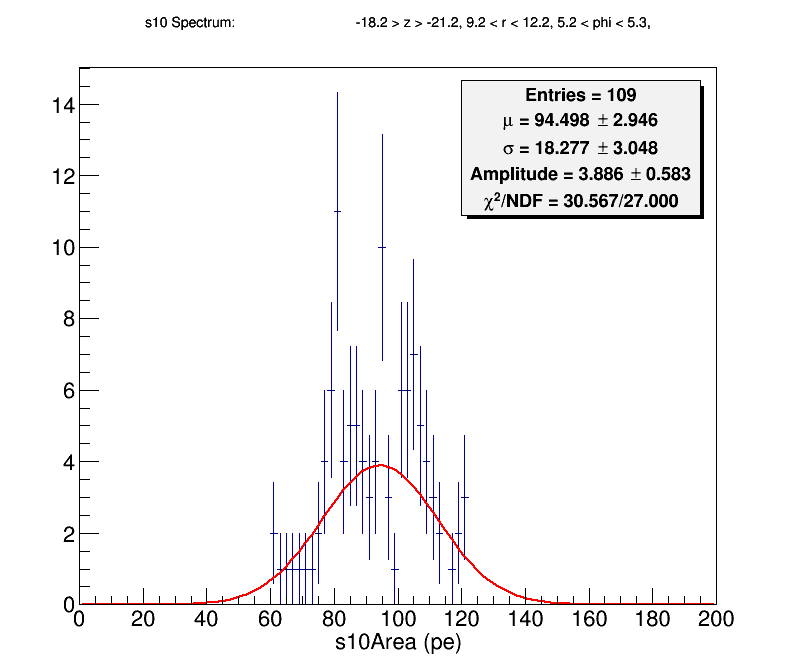 s10 Spectrum: -18.2 > z > -21.2, 9.2 < r < 12.2, 5.2 < phi < 5.3,
Entries = 109
μ = 94.498 ± 2.946
σ = 18.277 ± 3.048
Amplitude = 3.886 ± 0.583
χ²/NDF = 30.567/27.000
14
12
10
8
6
4
2
0
0 20 40 60 80 100 120 140 160 180 200
s10Area (pe)